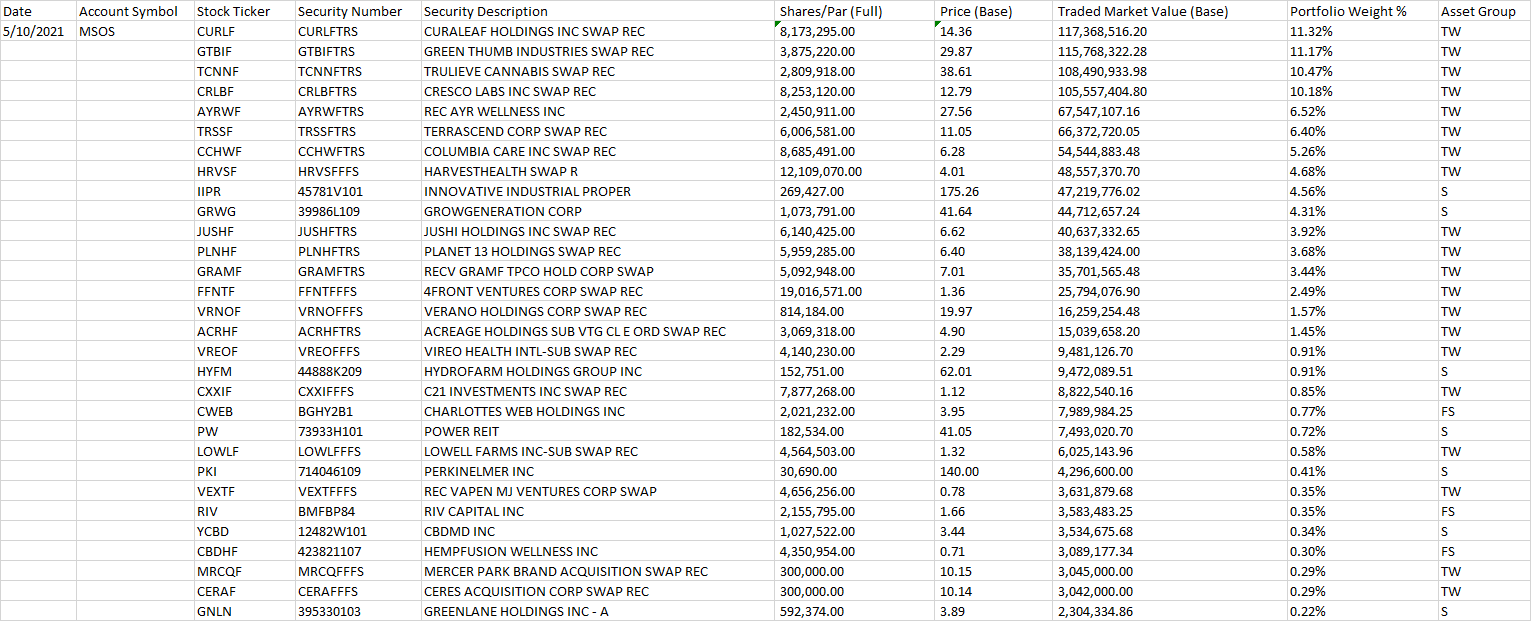 Date Account Symbol Stock Ticker Security Number Security Description Shares/Par (Full) Price (Base) Traded Market Value (Base) Portfolio Weight % Asset Group
5/10/2021 MSOS CURLF CURLFTRS CURALEAF HOLDINGS INC SWAP REC 8,173,295.00 14.36 117,368,516.20 11.32% TW
GTBIF GTBIFTRS GREEN THUMB INDUSTRIES SWAP REC 3,875,220.00 29.87 115,768,322.28 11.17% TW
TCNNF TCNNFTRS TRULIEVE CANNABIS SWAP REC 2,809,918.00 38.61 108,490,933.98 10.47% TW
CRLBF CRLBFTRS CRESCO LABS INC SWAP REC 8,253,120.00 12.79 105,557,404.80 10.18% TW
AYRWF AYRWFTRS REC AYR WELLNESS INC 2,450,911.00 27.56 67,547,107.16 6.52% TW
TRSSF TRSSFTRS TERRASCEND CORP SWAP REC 6,006,581.00 11.05 66,372,720.05 6.40% TW
CCHWF CCHWFTRS COLUMBIA CARE INC SWAP REC 8,685,491.00 6.28 54,544,883.48 5.26% TW
HRVSF HRVSFFFS HARVESTHEALTH SWAP R 12,109,070.00 4.01 48,557,370.70 4.68% TW
IIPR 45781V101 INNOVATIVE INDUSTRIAL PROPER 269,427.00 175.26 47,219,776.02 4.56% S
GRWG 39986L109 GROWGENERATION CORP 1,073,791.00 41.64 44,712,657.24 4.31% S
JUSHF JUSHFTRS JUSHI HOLDINGS INC SWAP REC 6,140,425.00 6.62 40,637,332.65 3.92% TW
PLNHF PLNHFTRS PLANET 13 HOLDINGS SWAP REC 5,959,285.00 6.40 38,139,424.00 3.68% TW
GRAMF GRAMFTRS RECV GRAMF TPCO HOLD CORP SWAP 5,092,948.00 7.01 35,701,565.48 3.44% TW
FFNTF FFNTFFFS 4FRONT VENTURES CORP SWAP REC 19,016,571.00 1.36 25,794,076.90 2.49% TW
VRNOF VRNOFFFS VERANO HOLDINGS CORP SWAP REC 814,184.00 19.97 16,259,254.48 1.57% TW
ACRHF ACRHFTRS ACREAGE HOLDINGS SUB VTG CL E ORD SWAP REC 3,069,318.00 4.90 15,039,658.20 1.45% TW
VREOF VREOFFFS VIREO HEALTH INTL-SUB SWAP REC 4,140,230.00 2.29 9,481,126.70 0.91% TW
HYFM 44888K209 HYDROFARM HOLDINGS GROUP INC 152,751.00 62.01 9,472,089.51 0.91% S
CXXIF CXXIFFFS C21 INVESTMENTS INC SWAP REC 7,877,268.00 1.12 8,822,540.16 0.85% TW
CWEB BGHY2B1 CHARLOTTES WEB HOLDINGS INC 2,021,232.00 3.95 7,989,984.25 0.77% FS
PW 73933H101 POWER REIT 182,534.00 41.05 7,493,020.70 0.72% S
LOWLF LOWLFFFS LOWELL FARMS INC-SUB SWAP REC 4,564,503.00 1.32 6,025,143.96 0.58% TW
PKI 714046109 PERKINELMER INC 30,690.00 140.00 4,296,600.00 0.41% S
VEXTF VEXTFFFS REC VAPEN MJ VENTURES CORP SWAP 4,656,256.00 0.78 3,631,879.68 0.35% TW
RIV BMFBP84 RIV CAPITAL INC 2,155,795.00 1.66 3,583,483.25 0.35% FS
YCBD 12482W101 CBDMD INC 1,027,522.00 3.44 3,534,675.68 0.34% S
CBDHF 423821107 HEMPFUSION WELLNESS INC 4,350,954.00 0.71 3,089,177.34 0.30% FS
MRCQF MRCQFFFS MERCER PARK BRAND ACQUISITION SWAP REC 300,000.00 10.15 3,045,000.00 0.29% TW
CERAF CERAFFFS CERES ACQUISITION CORP SWAP REC 300,000.00 10.14 3,042,000.00 0.29% TW
GNLN 395330103 GREENLANE HOLDINGS INC - A 592,374.00 3.89 2,304,334.86 0.22% S